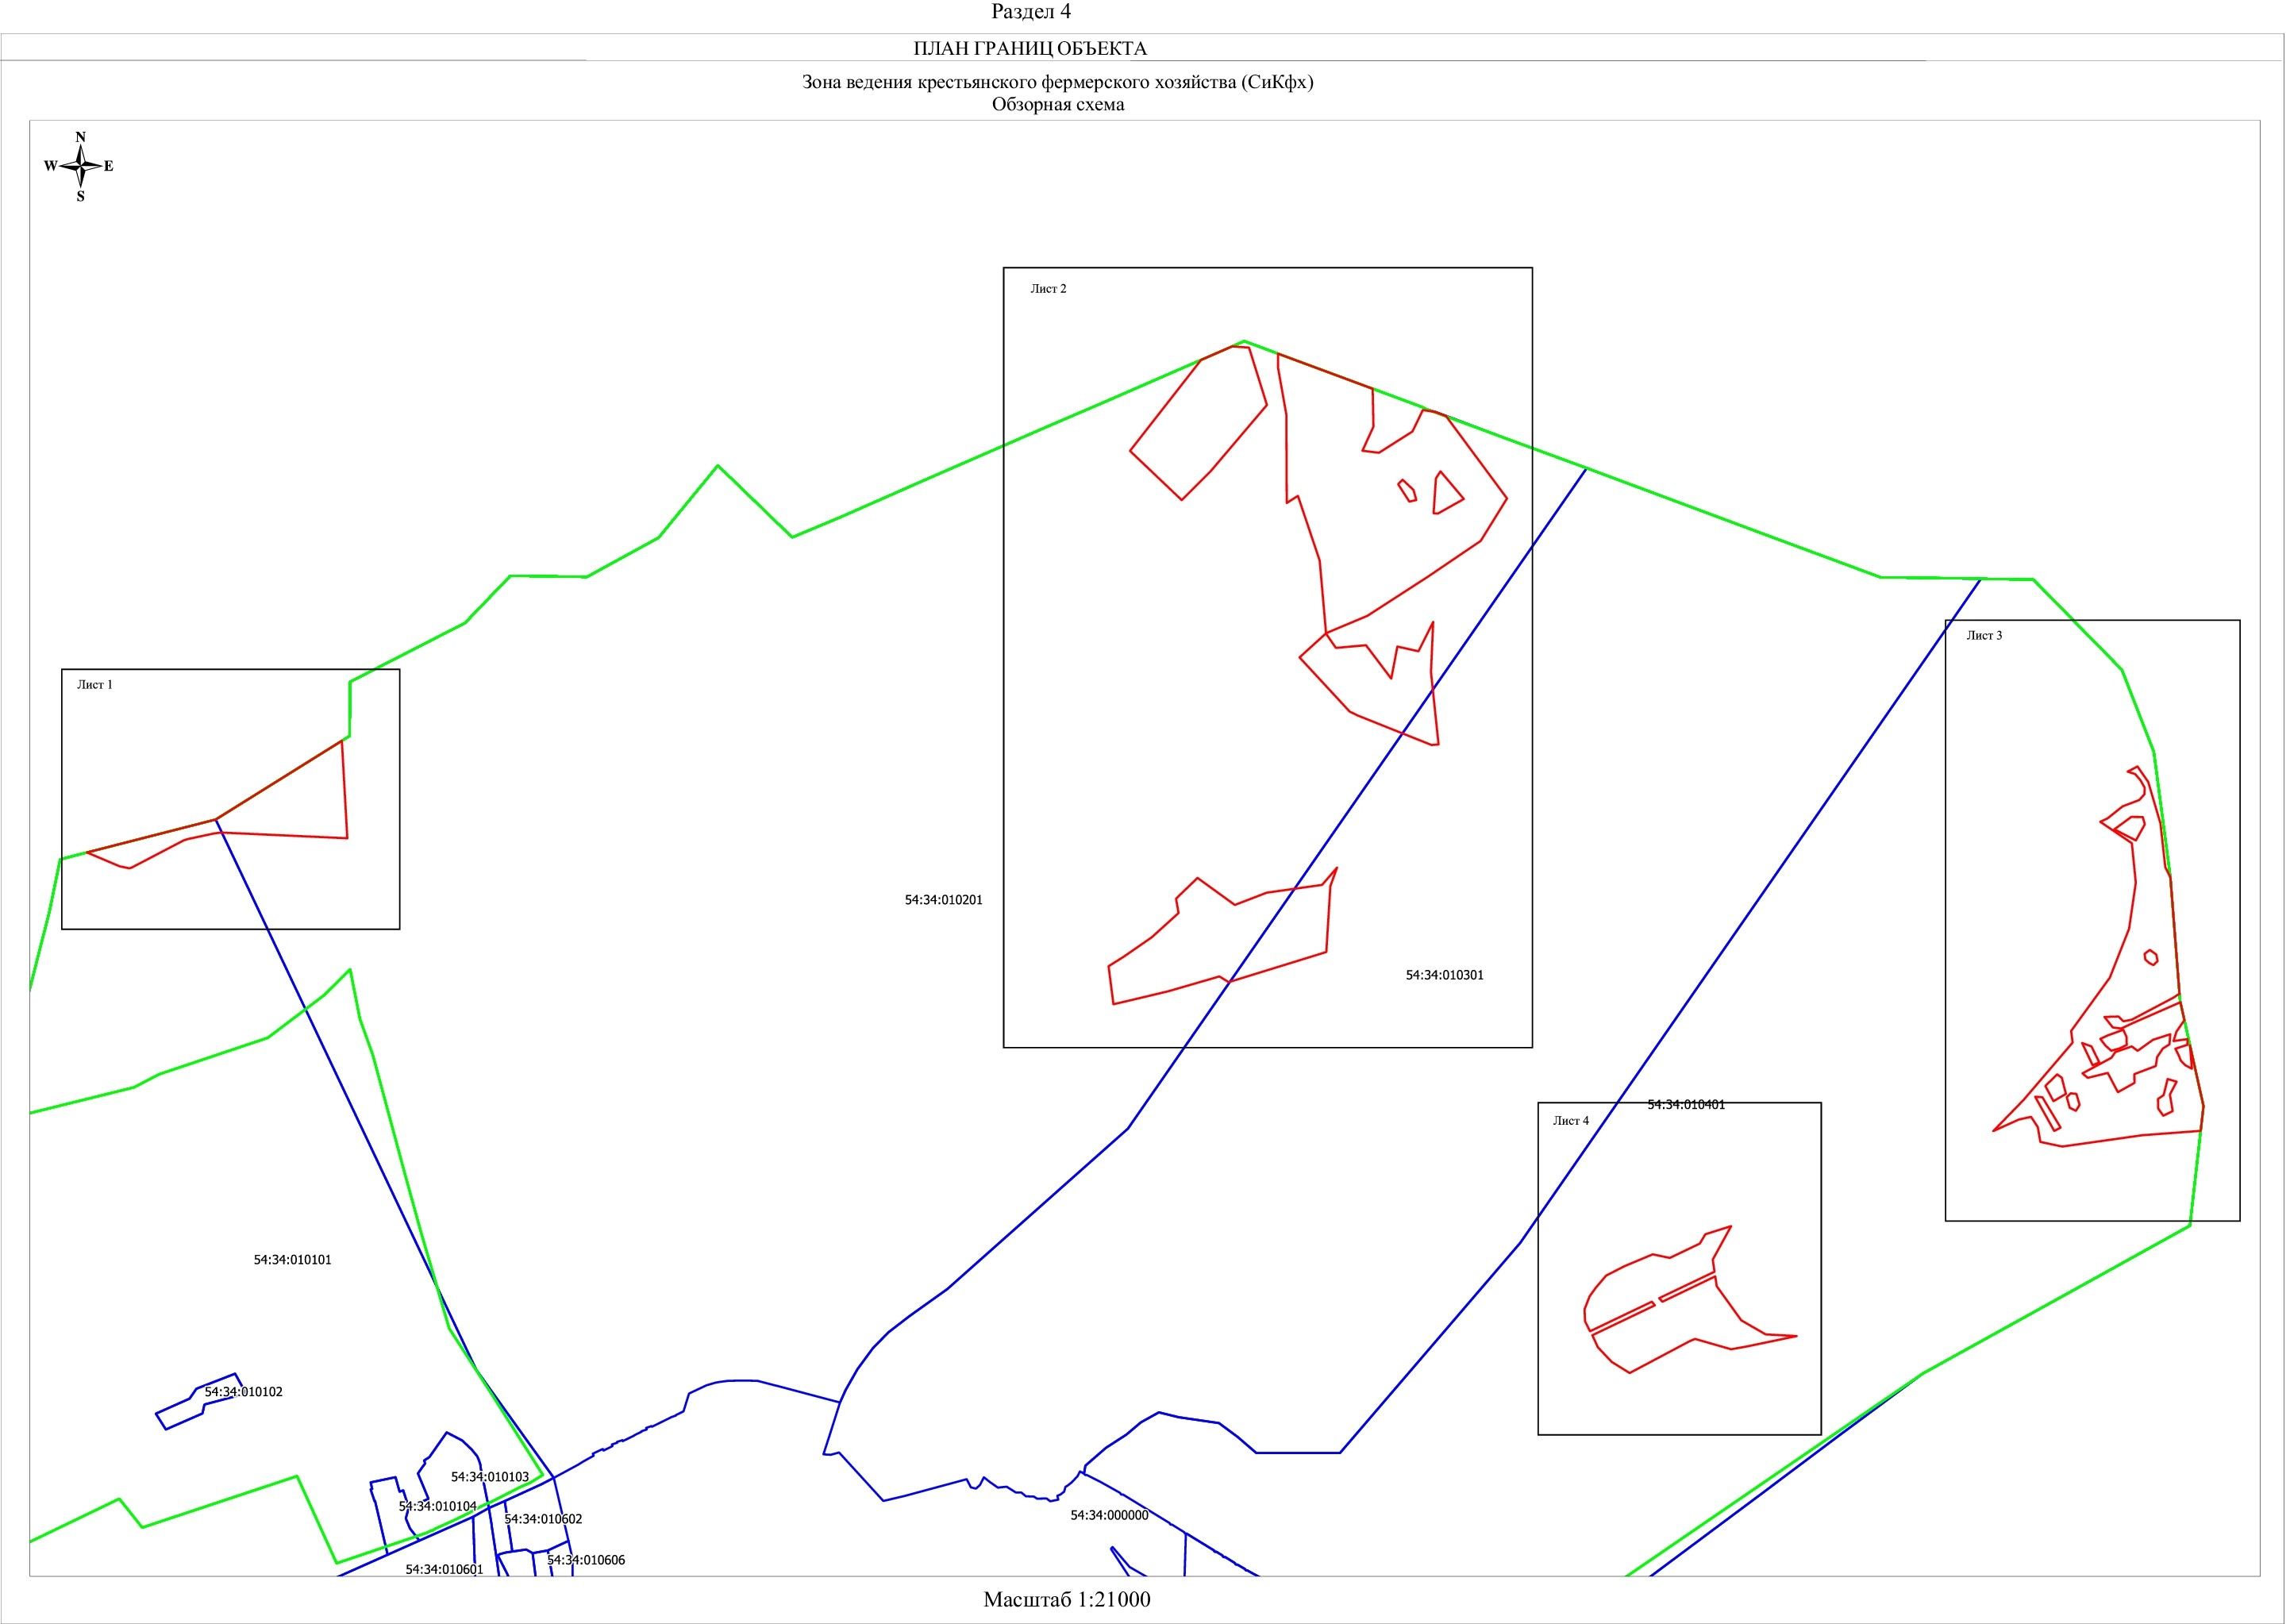 Раздел 4
ПЛАН ГРАНИЦ ОБЪЕКТА
Зона ведения крестьянского фермерского хозяйства (СиКфх)
Обзорная схема
N
W E
S
Лист 2
Лист 3
Лист 1
54:34:010201
54:34:010301
54:34:010401
Лист 4
54:34:010101
54:34:010102
54:34:010103
54:34:010104
54:34:010602
54:34:000000
54:34:010606
54:34:010601
Масштаб 1:21000